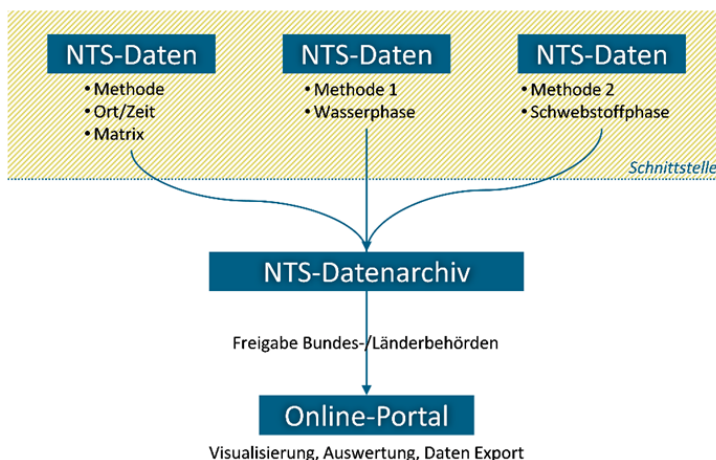 NTS-Daten
• Methode
• Ort/Zeit
• Matrix
NTS-Daten
• Methode 1
• Wasserphase
NTS-Daten
• Methode 2
• Schwebstoffphase
Schnittstelle
NTS-Datenarchiv
Freigabe Bundes-/Länderbehörden
Online-Portal
Visualisierung, Auswertung, Daten Export